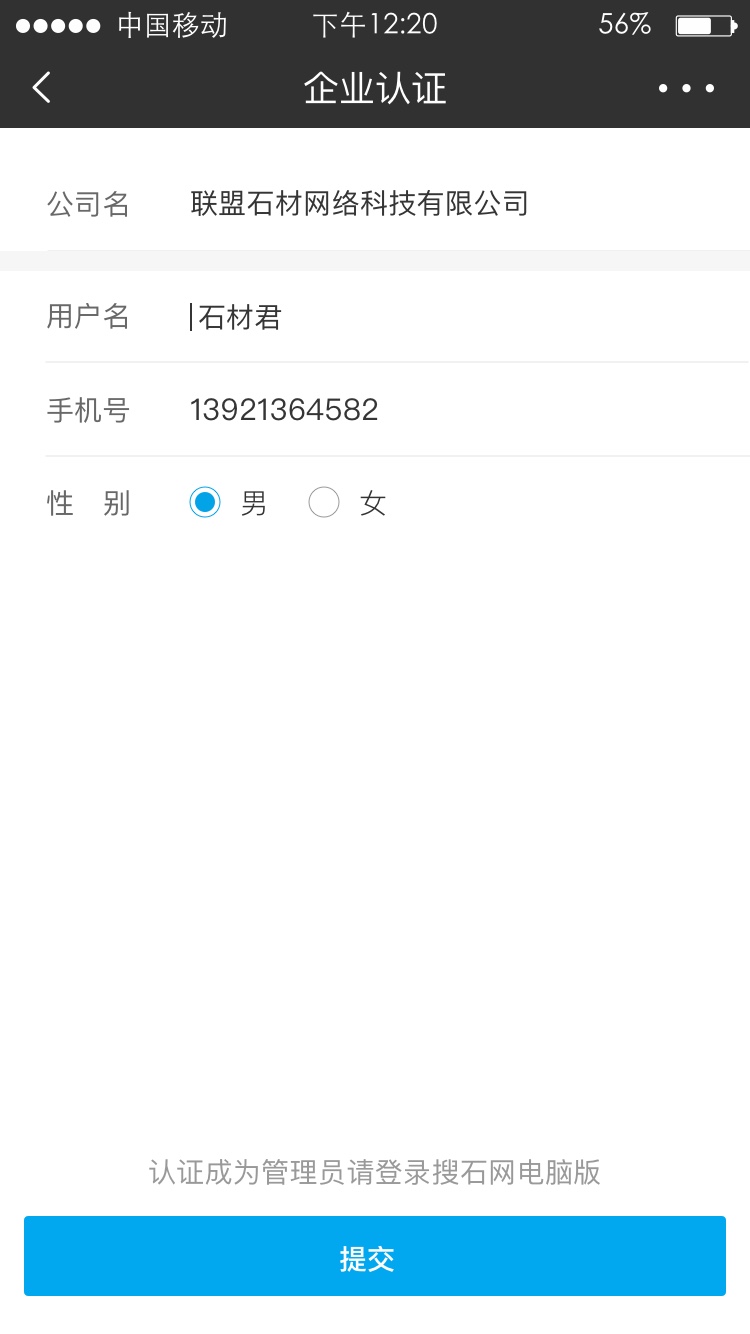 中国移动 下午12:20 56%
企业认证
公司名 联盟石材网络科技有限公司
用户名 石材君
手机号 13921364582
性 别 男 女
认证成为管理员请登录搜石网电脑版
提交